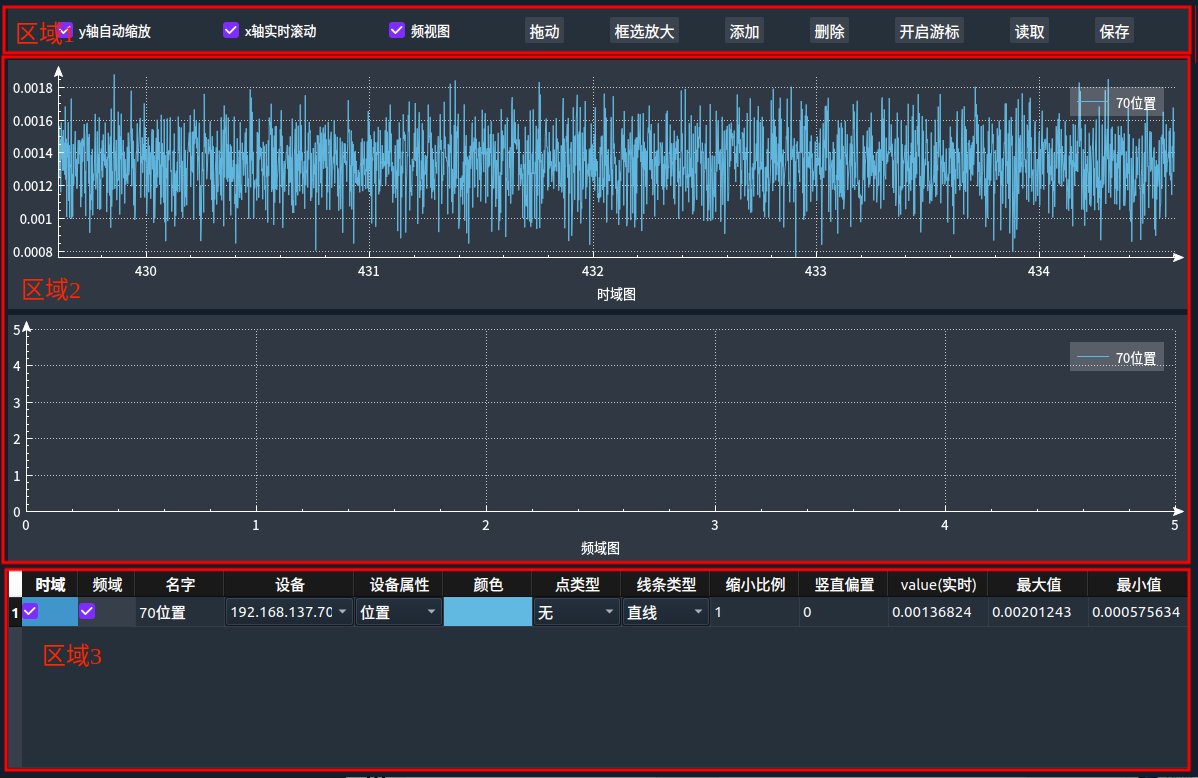 区域1 y轴自动缩放 x轴实时滚动 频视图 拖动 框选放大 添加 删除 开启游标 读取 保存
0.0018
70位置
0.0016
0.0014
0.0012
0.001
0.0008
430 431 432 433 434
区域2
时域图
5
70位置
4
3
2
1
0
0 1 2 3 4 5
频域图
时域 频域 名字 设备 设备属性 颜色 点类型 线条类型 缩小比例 竖直偏置 value(实时) 最大值 最小值
1 70位置 192.168.137.70 位置 无 直线 1 0 0.00136824 0.00201243 0.000575634
区域3